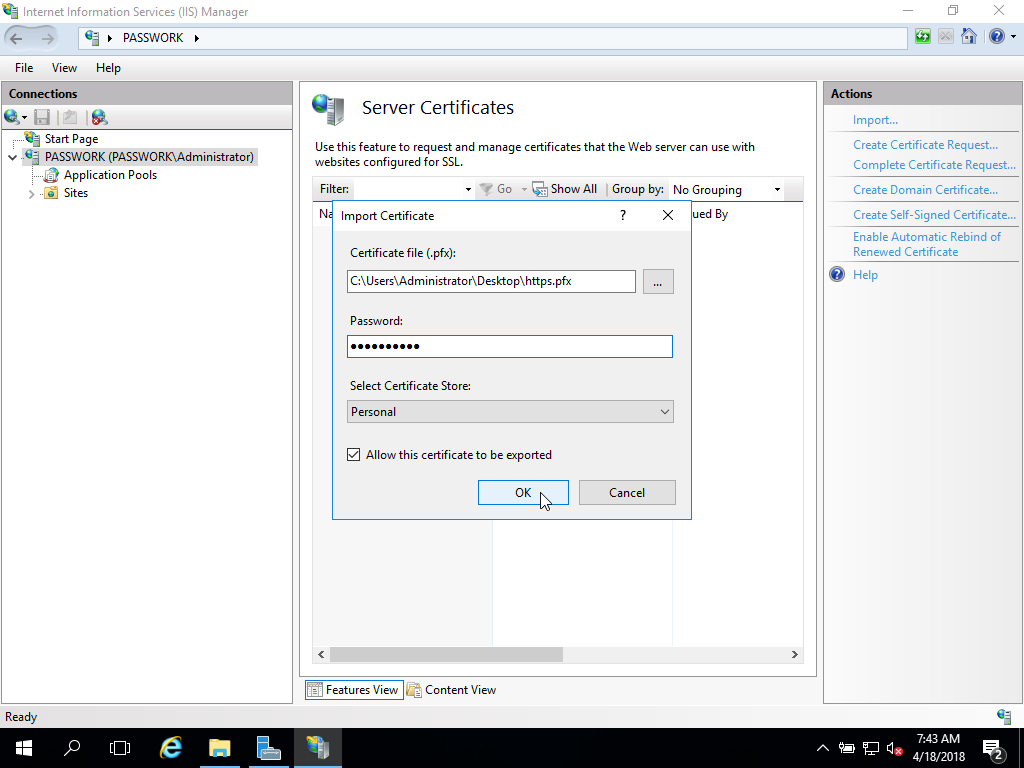 Internet Information Services (IIS) Manager
PASSWORK
File View Help
Connections
Start Page
PASSWORK (PASSWORK\Administrator)
Application Pools
Sites
Server Certificates
Use this feature to request and manage certificates that the Web server can use with
websites configured for SSL.
Filter: Go Show All Group by: No Grouping
Na ued By
Import Certificate ?
Certificate file (.pfx):
C:\Users\Administrator\Desktop\https.pfx ...
Password:
••••••••••
Select Certificate Store:
Personal
Allow this certificate to be exported
OK Cancel
Features View Content View
Actions
Import...
Create Certificate Request...
Complete Certificate Request...
Create Domain Certificate...
Create Self-Signed Certificate...
Enable Automatic Rebind of
Renewed Certificate
? Help
Ready
7:43 AM
4/18/2018
2